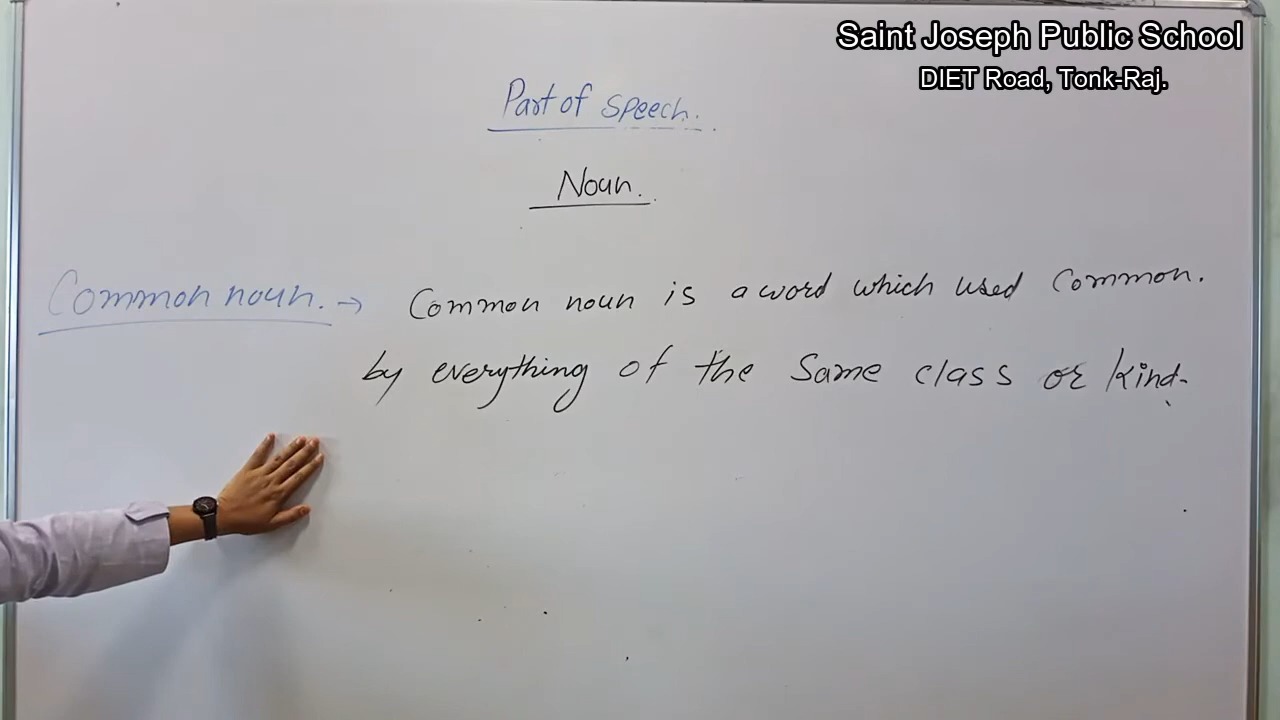 Saint Joseph Public School
DIET Road, Tonk-Raj.
Part of speech.
Noun.
Common noun. → Common noun is a word which used Common.
by everything of the Same class or kind.